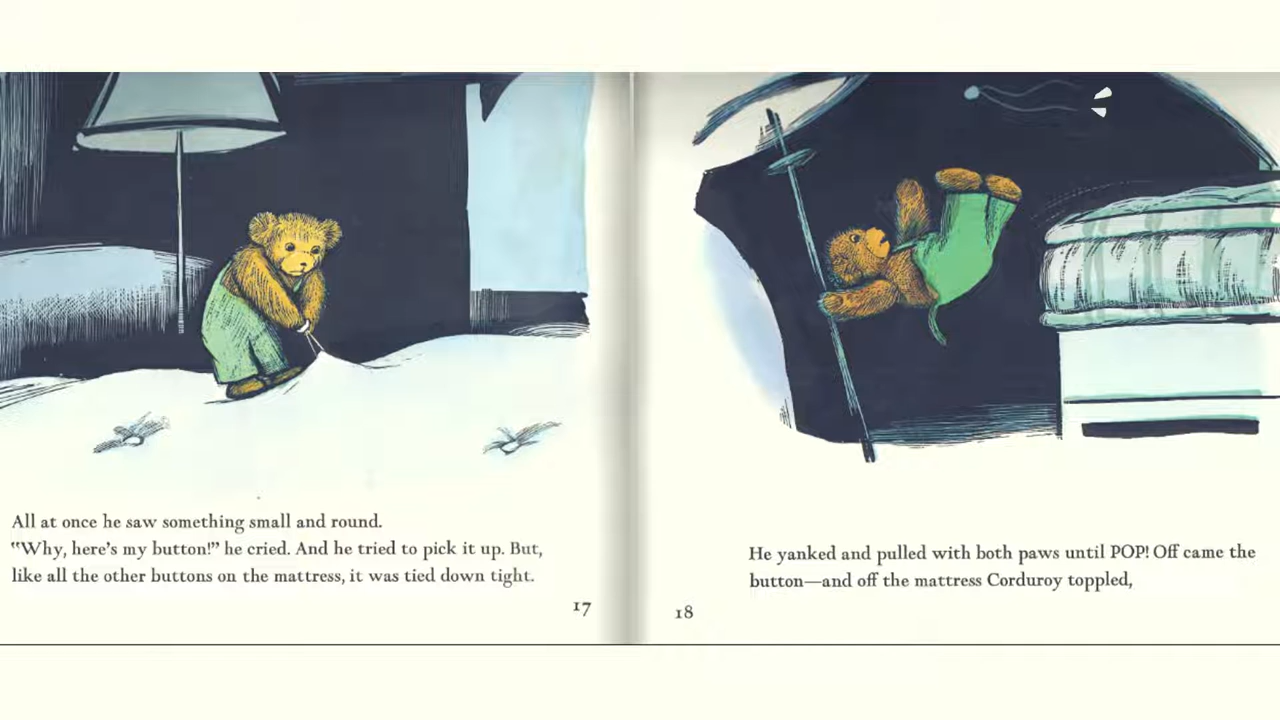 All at once he saw something small and round.
“Why, here's my button!” he cried. And he tried to pick it up. But,
like all the other buttons on the mattress, it was tied down tight.
17
He yanked and pulled with both paws until POP! Off came the
button—and off the mattress Corduroy toppled,
18